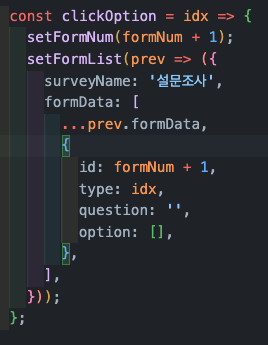 const clickOption = idx => {
  setFormNum(formNum + 1);
  setFormList(prev => ({
    surveyName: '설문조사',
    formData: [
      ...prev.formData,
      {
        id: formNum + 1,
        type: idx,
        question: '',
        option: [],
      },
    ],
  }));
};